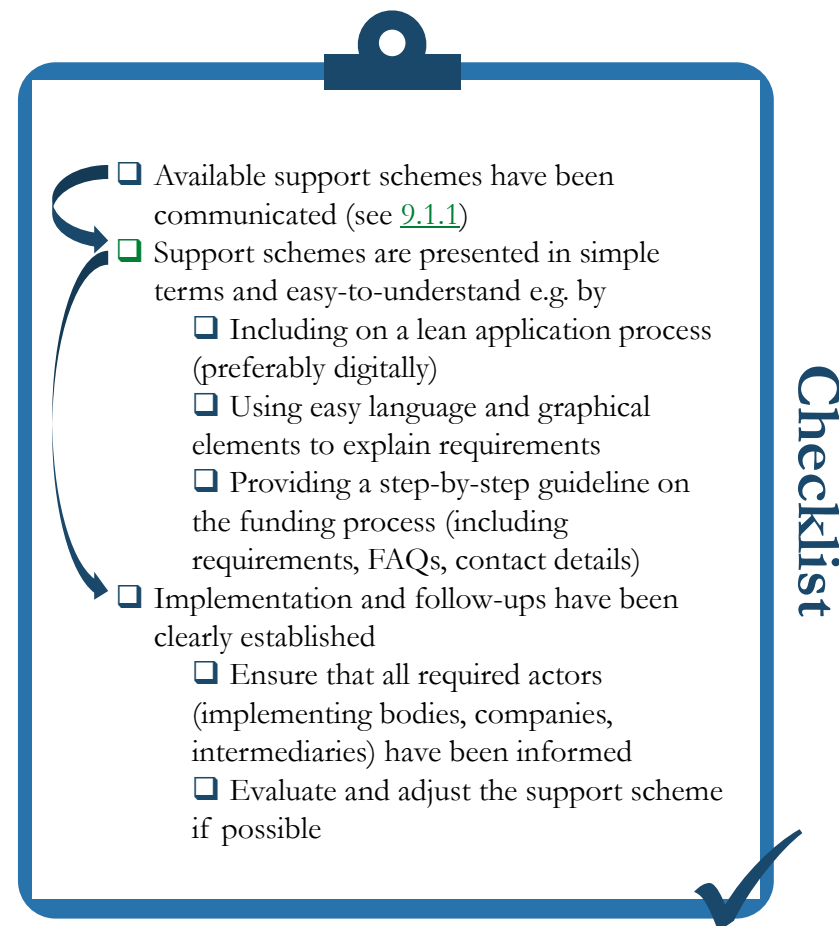 ❑ Available support schemes have been
communicated (see 9.1.1)
❑ Support schemes are presented in simple
terms and easy-to-understand e.g. by
❑ Including on a lean application process
(preferably digitally)
❑ Using easy language and graphical
elements to explain requirements
❑ Providing a step-by-step guideline on
the funding process (including
requirements, FAQs, contact details)
❑ Implementation and follow-ups have been
clearly established
❑ Ensure that all required actors
(implementing bodies, companies,
intermediaries) have been informed
❑ Evaluate and adjust the support scheme
if possible
Checklist